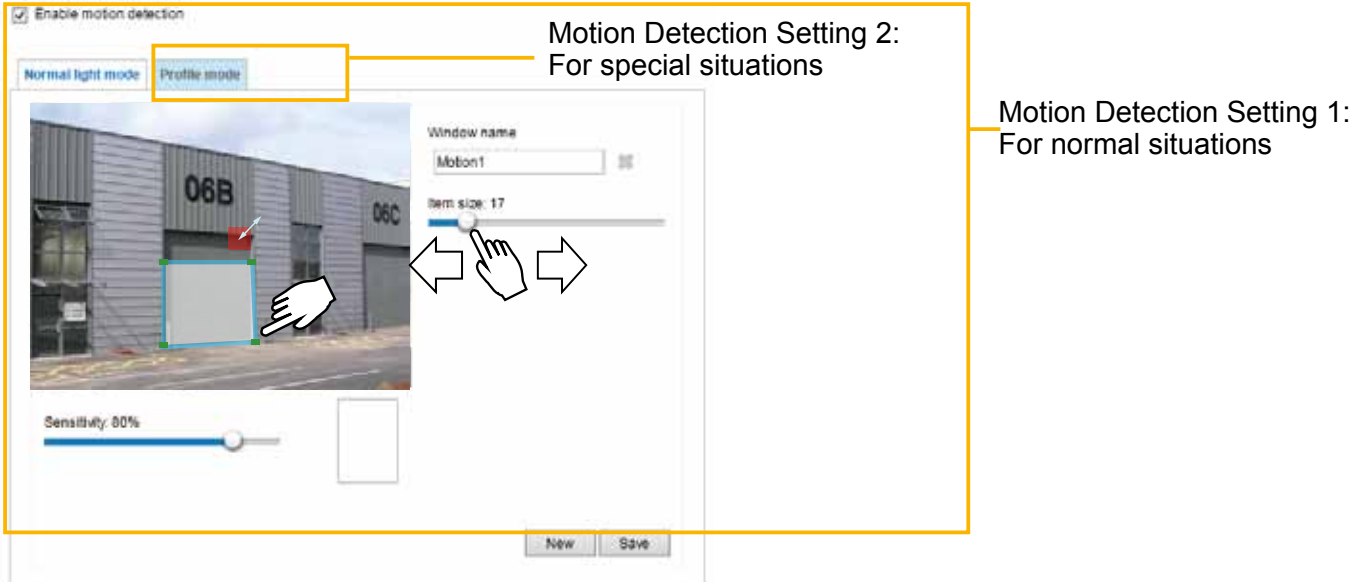 Enable motion detection
Motion Detection Setting 2:
For special situations
Normal light mode
Profile mode
Motion Detection Setting 1:
For normal situations
Window name
Motion1
06B
06C
Item size: 17
Sensitivity: 80%
New
Save